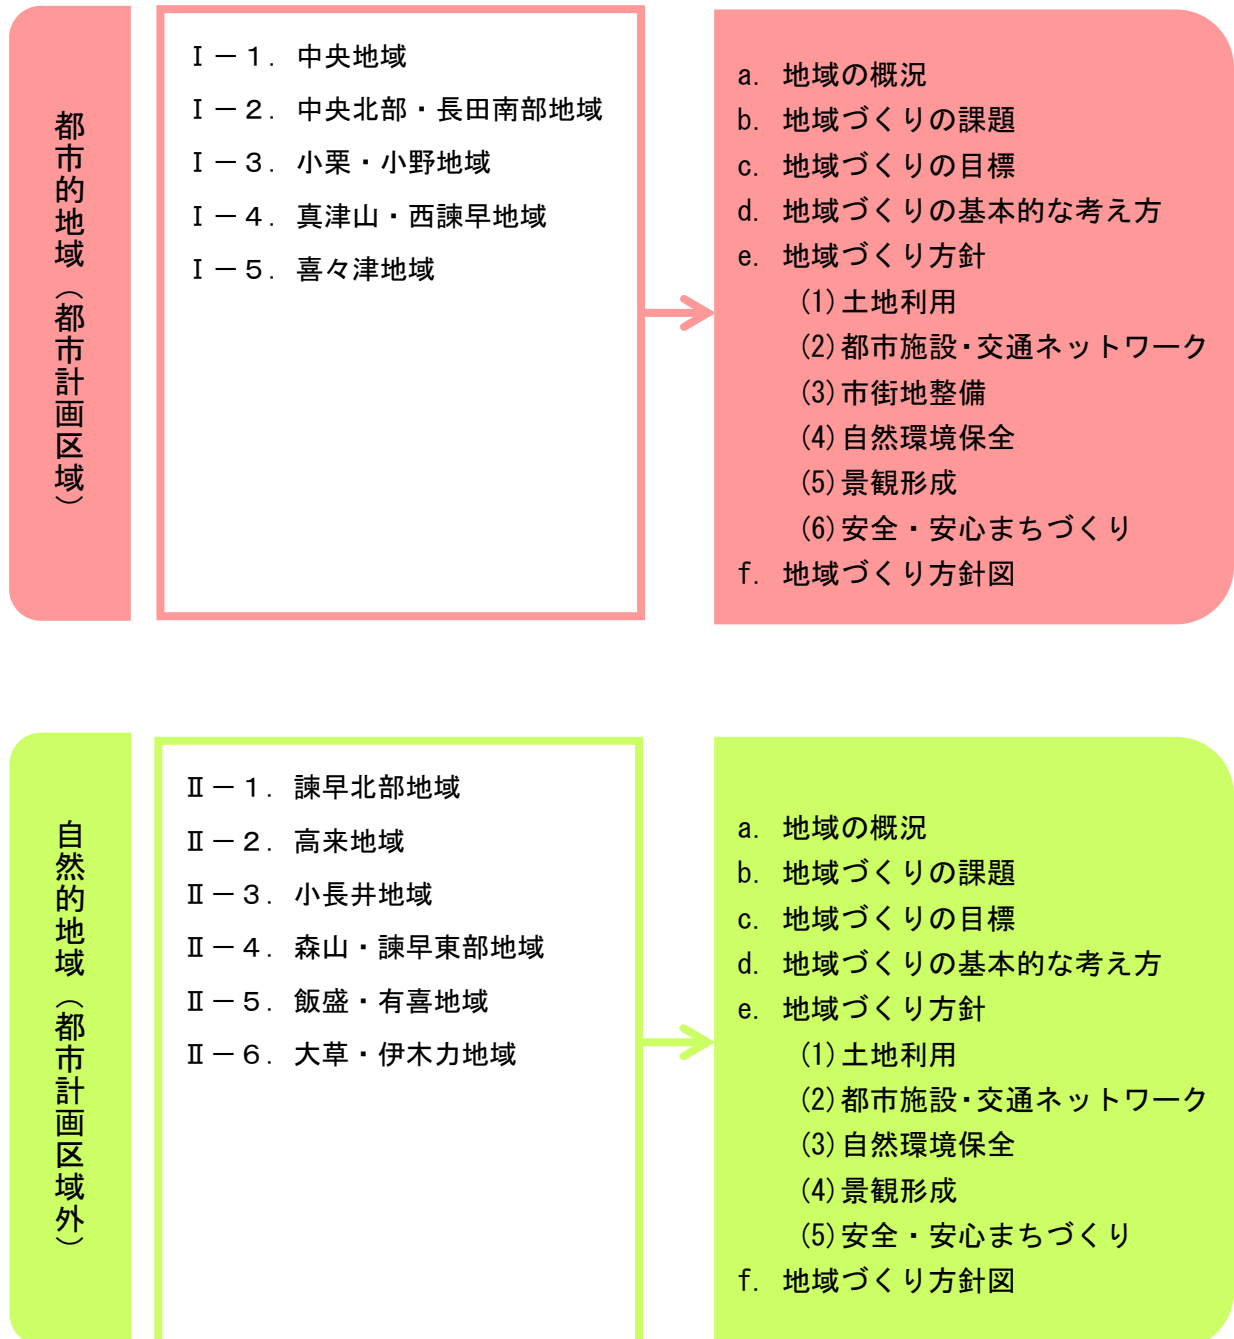 都市的地域（都市計画区域）
Ⅰ－１．中央地域
Ⅰ－２．中央北部・長田南部地域
Ⅰ－３．小栗・小野地域
Ⅰ－４．真津山・西諫早地域
Ⅰ－５．喜々津地域
a. 地域の概況
b. 地域づくりの課題
c. 地域づくりの目標
d. 地域づくりの基本的な考え方
e. 地域づくり方針
(1)土地利用
(2)都市施設・交通ネットワーク
(3)市街地整備
(4)自然環境保全
(5)景観形成
(6)安全・安心まちづくり
f. 地域づくり方針図
自然的地域（都市計画区域外）
Ⅱ－１．諫早北部地域
Ⅱ－２．高来地域
Ⅱ－３．小長井地域
Ⅱ－４．森山・諫早東部地域
Ⅱ－５．飯盛・有喜地域
Ⅱ－６．大草・伊木力地域
a. 地域の概況
b. 地域づくりの課題
c. 地域づくりの目標
d. 地域づくりの基本的な考え方
e. 地域づくり方針
(1)土地利用
(2)都市施設・交通ネットワーク
(3)自然環境保全
(4)景観形成
(5)安全・安心まちづくり
f. 地域づくり方針図